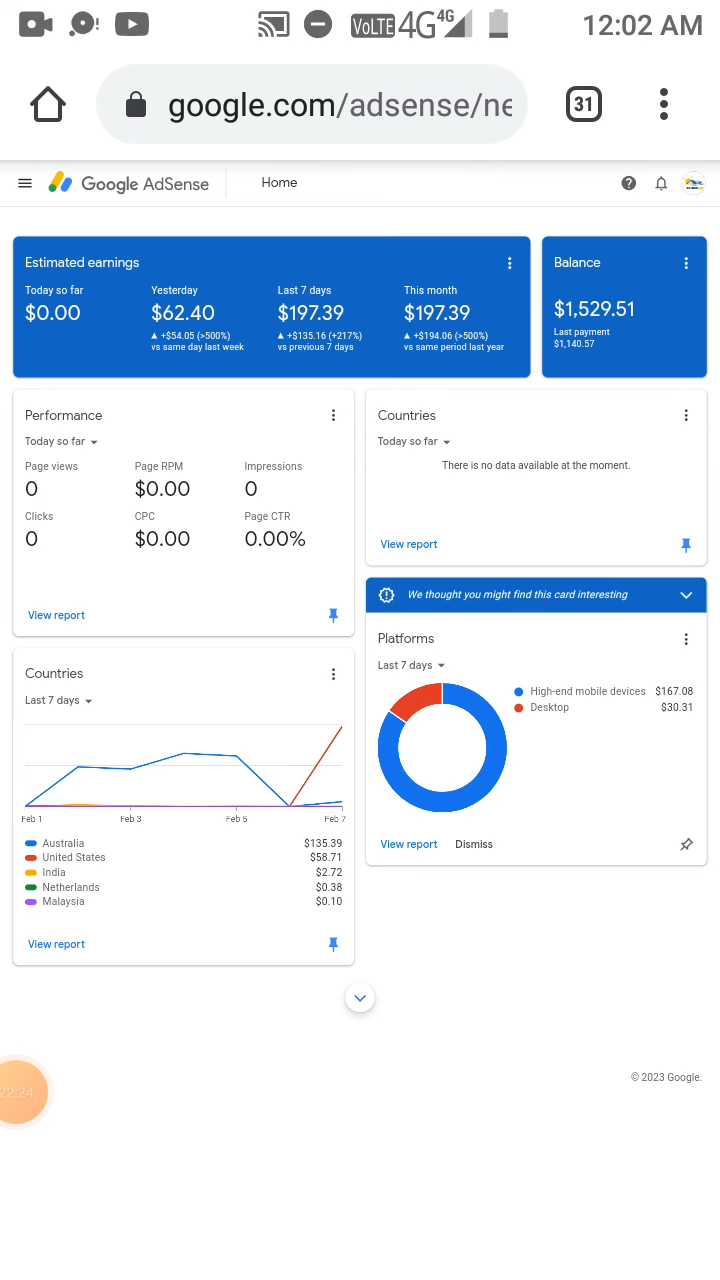 VoLTE 4G 4G 12:02 AM
google.com/adsense/ne
31
Google AdSense Home
Estimated earnings
Today so far Yesterday Last 7 days This month
$0.00 $62.40 $197.39 $197.39
▲ +$54.05 (>500%) ▲ +$135.16 (+217%) ▲ +$194.06 (>500%)
vs same day last week vs previous 7 days vs same period last year
Balance
$1,529.51
Last payment
$1,140.57
Performance
Today so far
Page views Page RPM Impressions
0 $0.00 0
Clicks CPC Page CTR
0 $0.00 0.00%
View report
Countries
Today so far
There is no data available at the moment.
View report
We thought you might find this card interesting
Platforms
Last 7 days
High-end mobile devices $167.08
Desktop $30.31
View report Dismiss
Countries
Last 7 days
Feb 1 Feb 3 Feb 5 Feb 7
Australia $135.39
United States $58.71
India $2.72
Netherlands $0.38
Malaysia $0.10
View report
© 2023 Google.
22:24